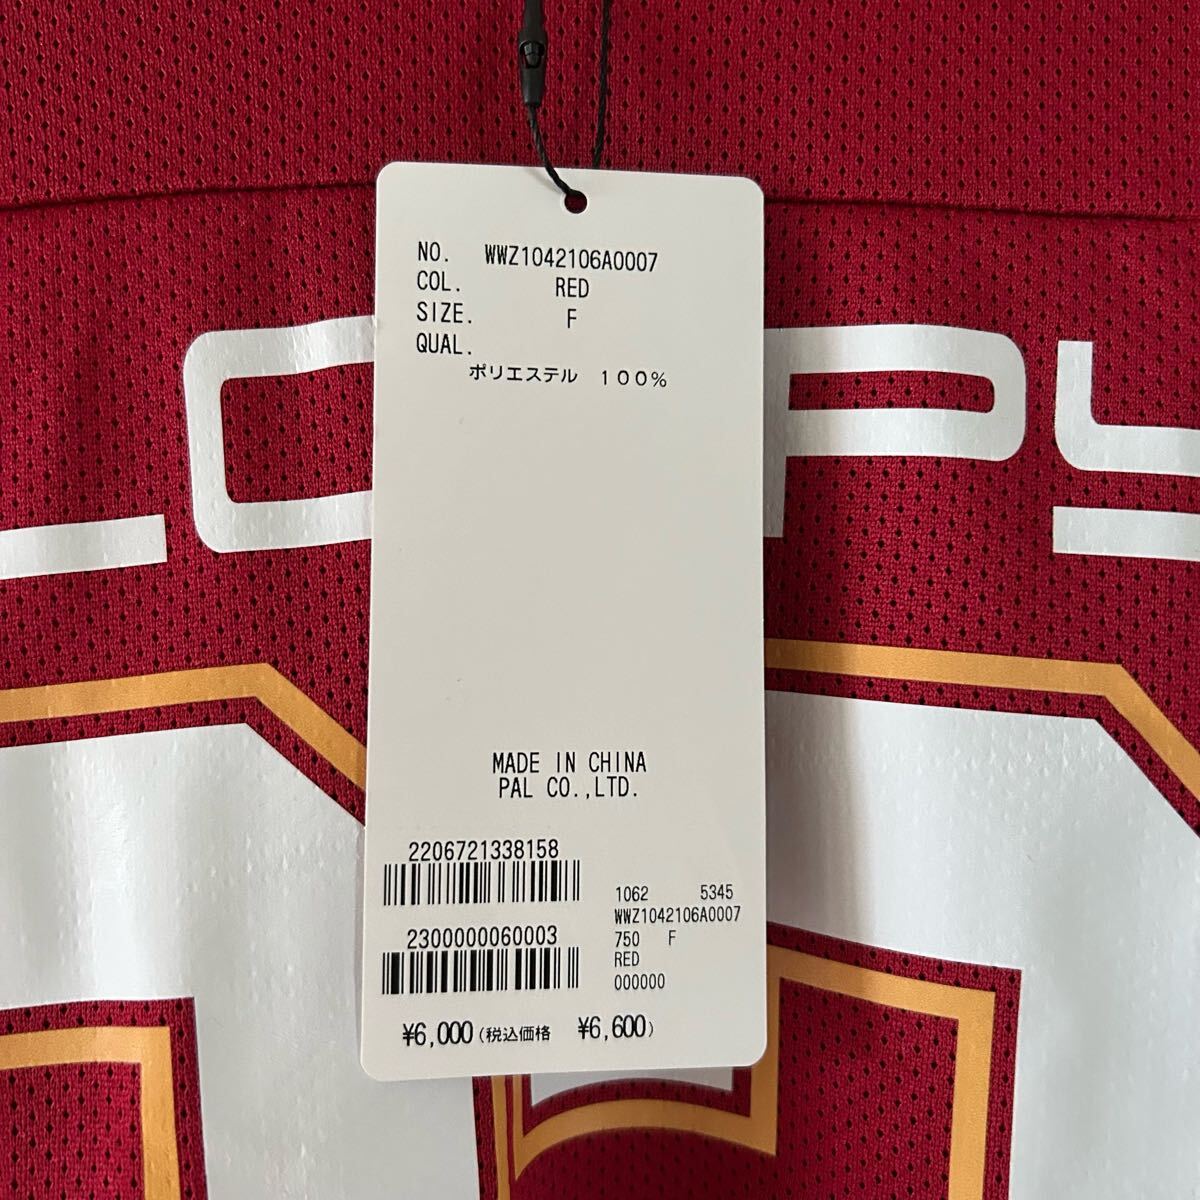 NO. WWZ1042106A0007
COL. RED
SIZE. F
QUAL.
ポリエステル 100%
MADE IN CHINA
PAL CO.,LTD.
2206721338158
2300000060003
1062 5345
WWZ1042106A0007
750 F
RED
000000
¥6,000(税込価格 ¥6,600)